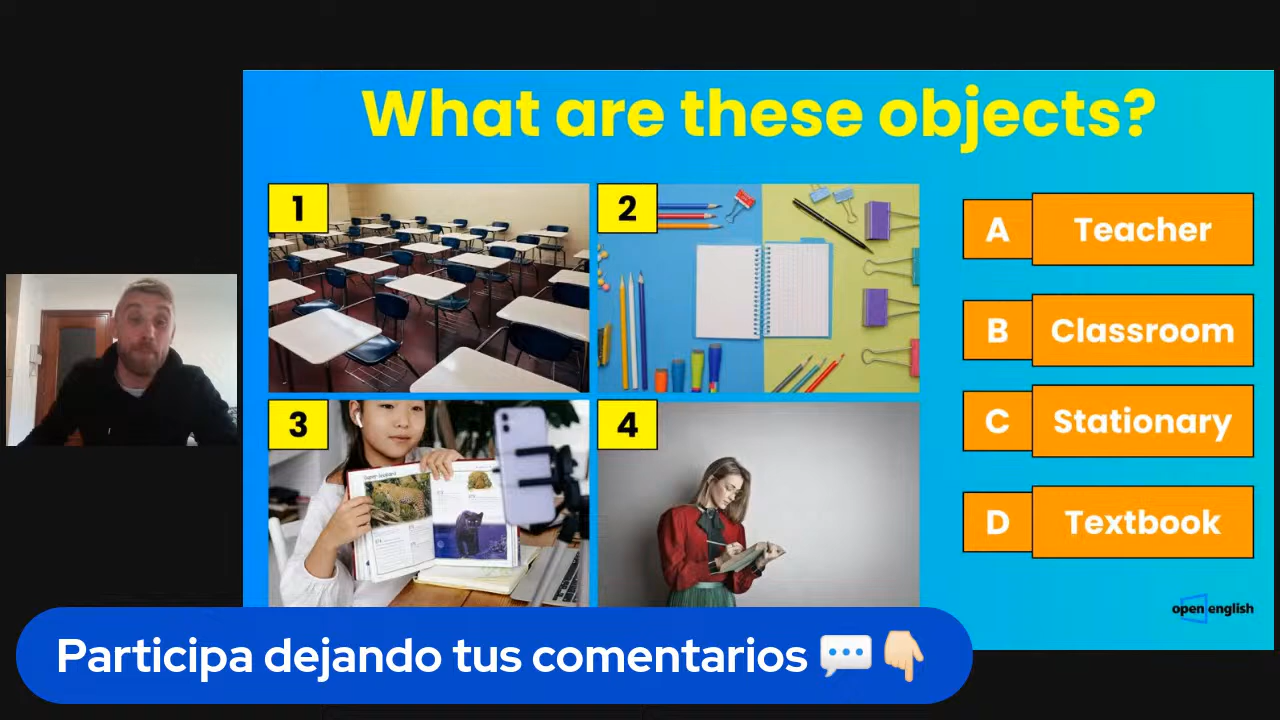 What are these objects?
1
2
3
4
A Teacher
B Classroom
C Stationary
D Textbook
open english
Participa dejando tus comentarios 💬👇🏻